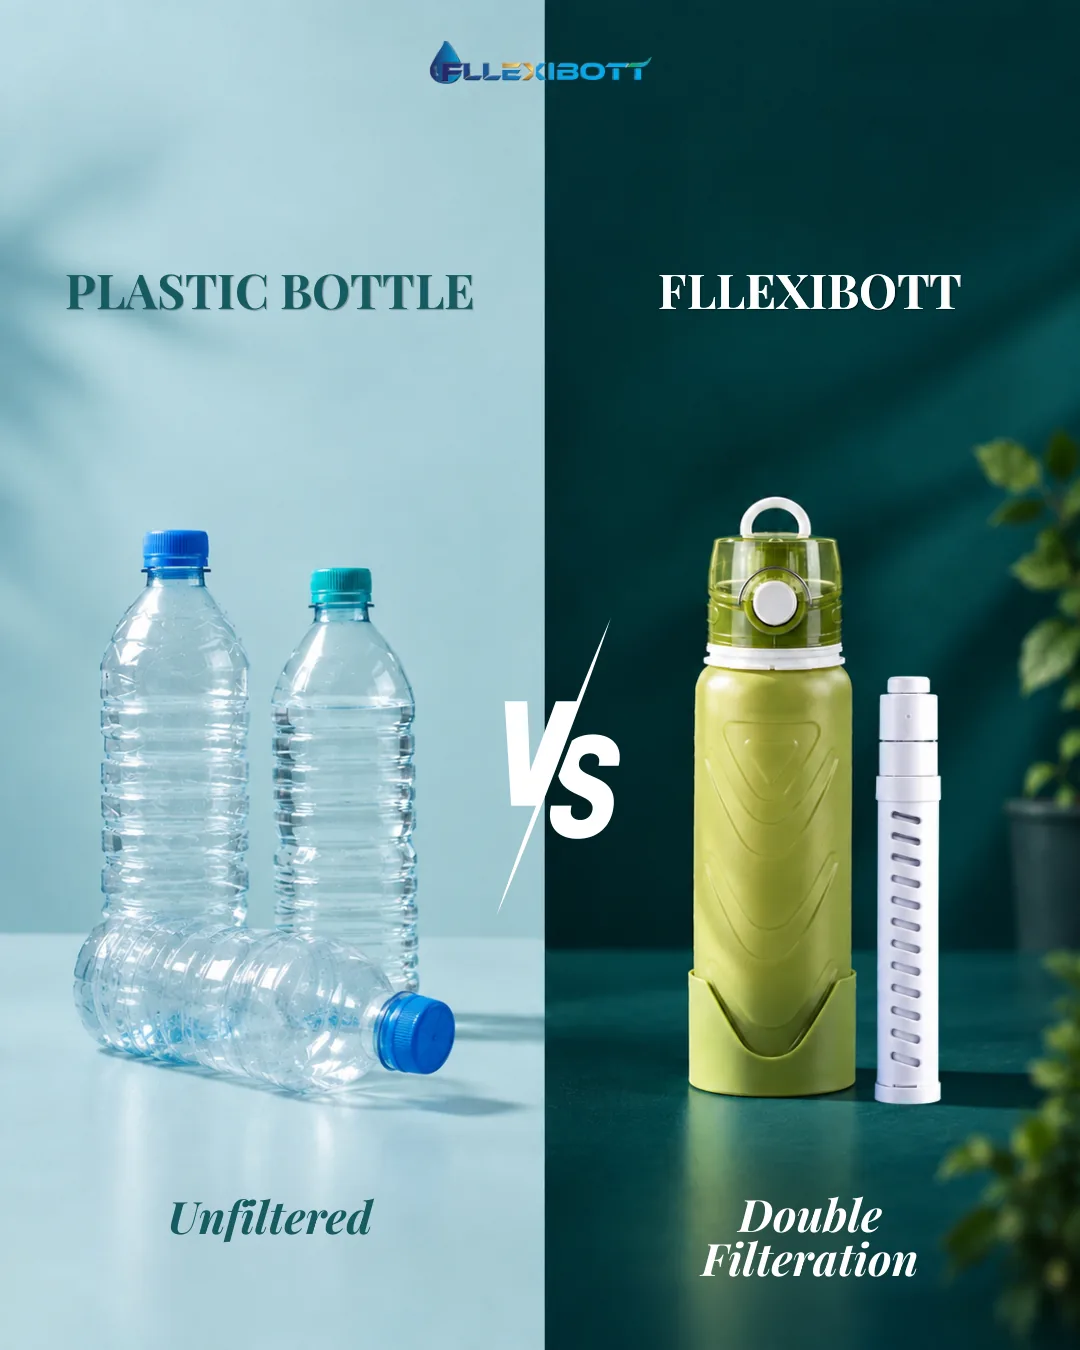 FLLEXIBOTT
PLASTIC BOTTLE
FLLEXIBOTT
VS
Unfiltered
Double
Filteration